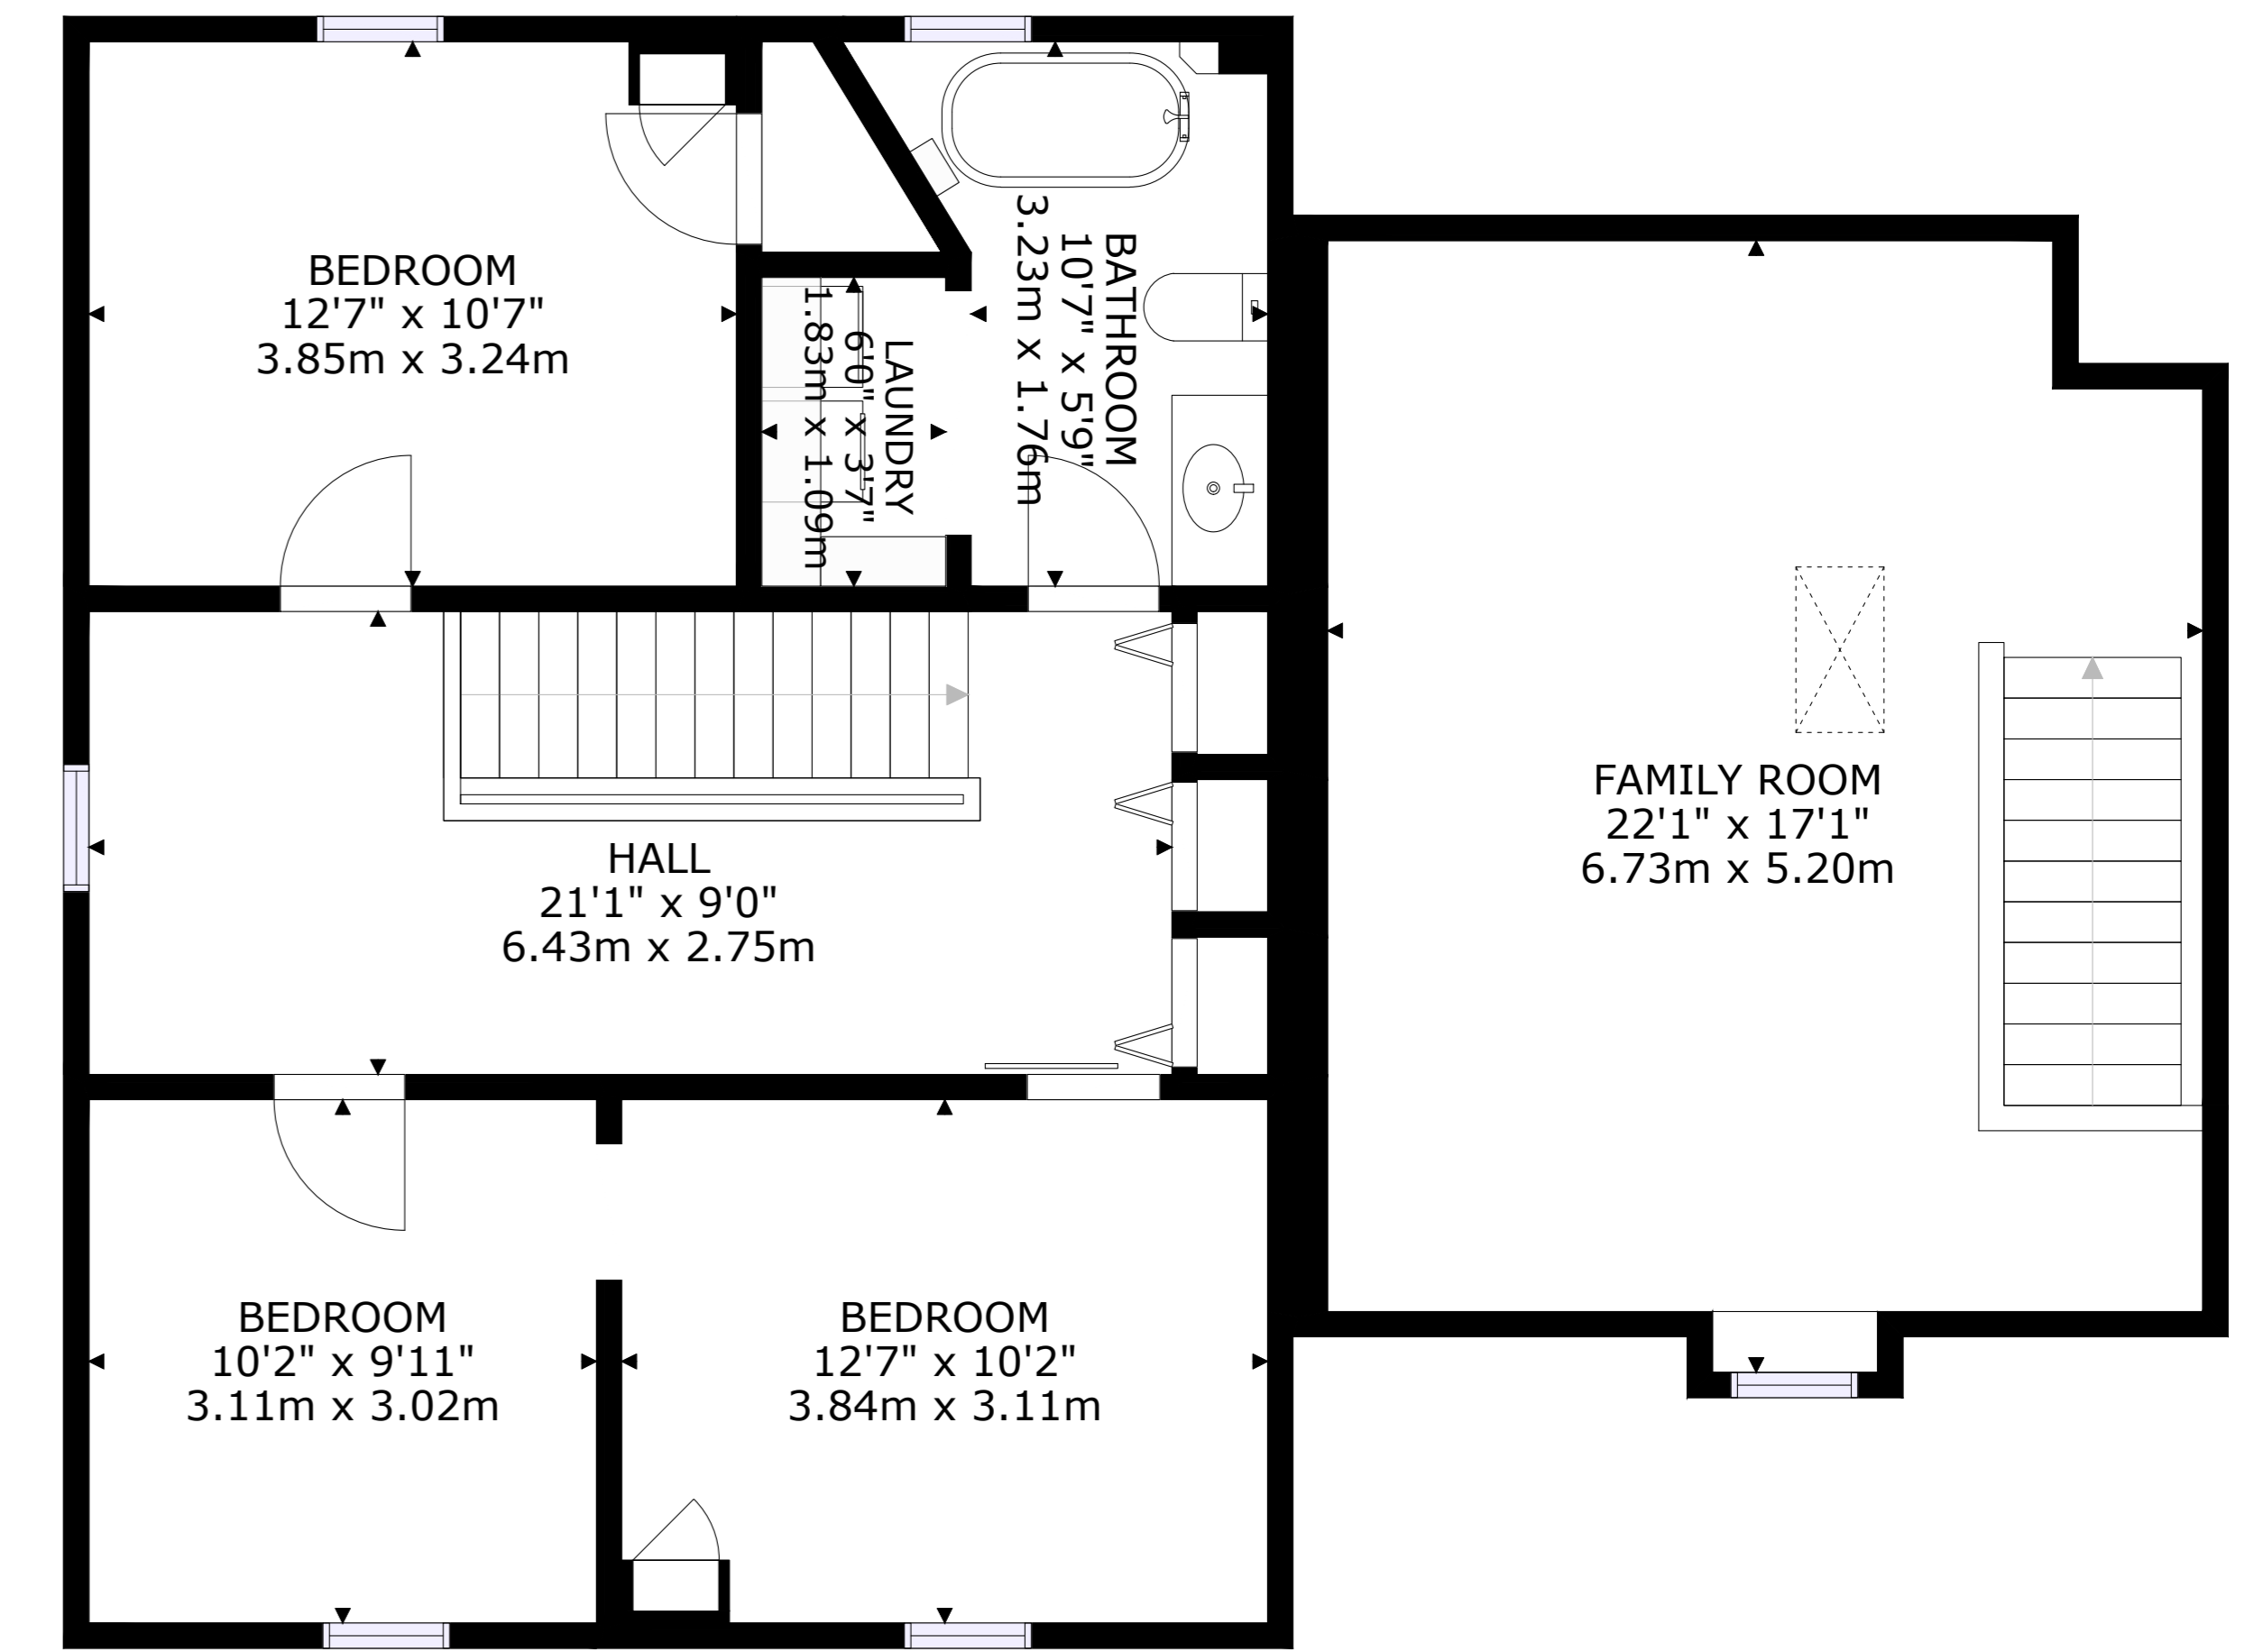 BEDROOM
12'7" x 10'7"
3.85m x 3.24m
LAUNDRY
6'0" x 3'7"
1.83m x 1.09m
BATHROOM
10'7" x 5'9"
3.23m x 1.76m
HALL
21'1" x 9'0"
6.43m x 2.75m
FAMILY ROOM
22'1" x 17'1"
6.73m x 5.20m
BEDROOM
10'2" x 9'11"
3.11m x 3.02m
BEDROOM
12'7" x 10'2"
3.84m x 3.11m